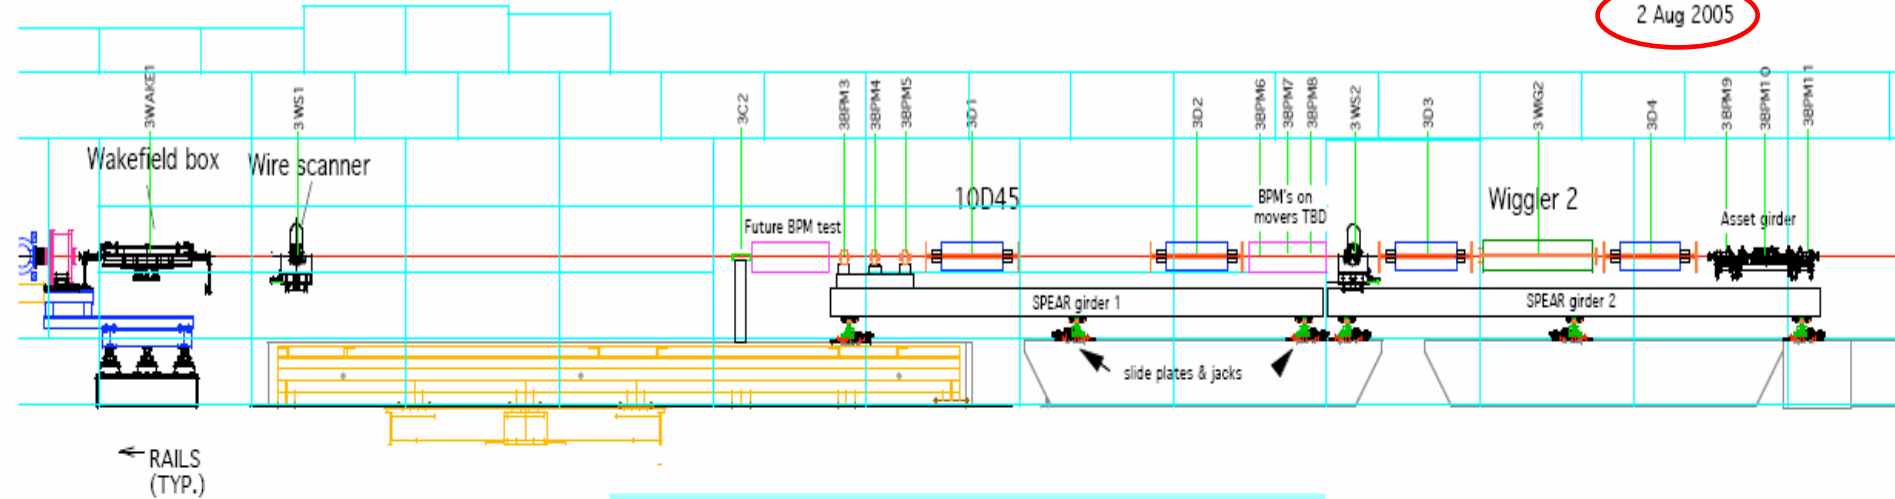 2 Aug 2005
3WAKE1
3WS1
3C2
3BPM3
3BPM4
3BPM5
3D1
3D2
3BPM6
3BPM7
3BPM8
3WS2
3D3
3WIG2
3D4
3BPM9
3BPM10
3BPM11
Wakefield box
Wire scanner
10D45
BPM's on
movers TBD
Wiggler 2
Future BPM test
Asset girder
SPEAR girder 1
SPEAR girder 2
slide plates & jacks
RAILS
(TYP.)